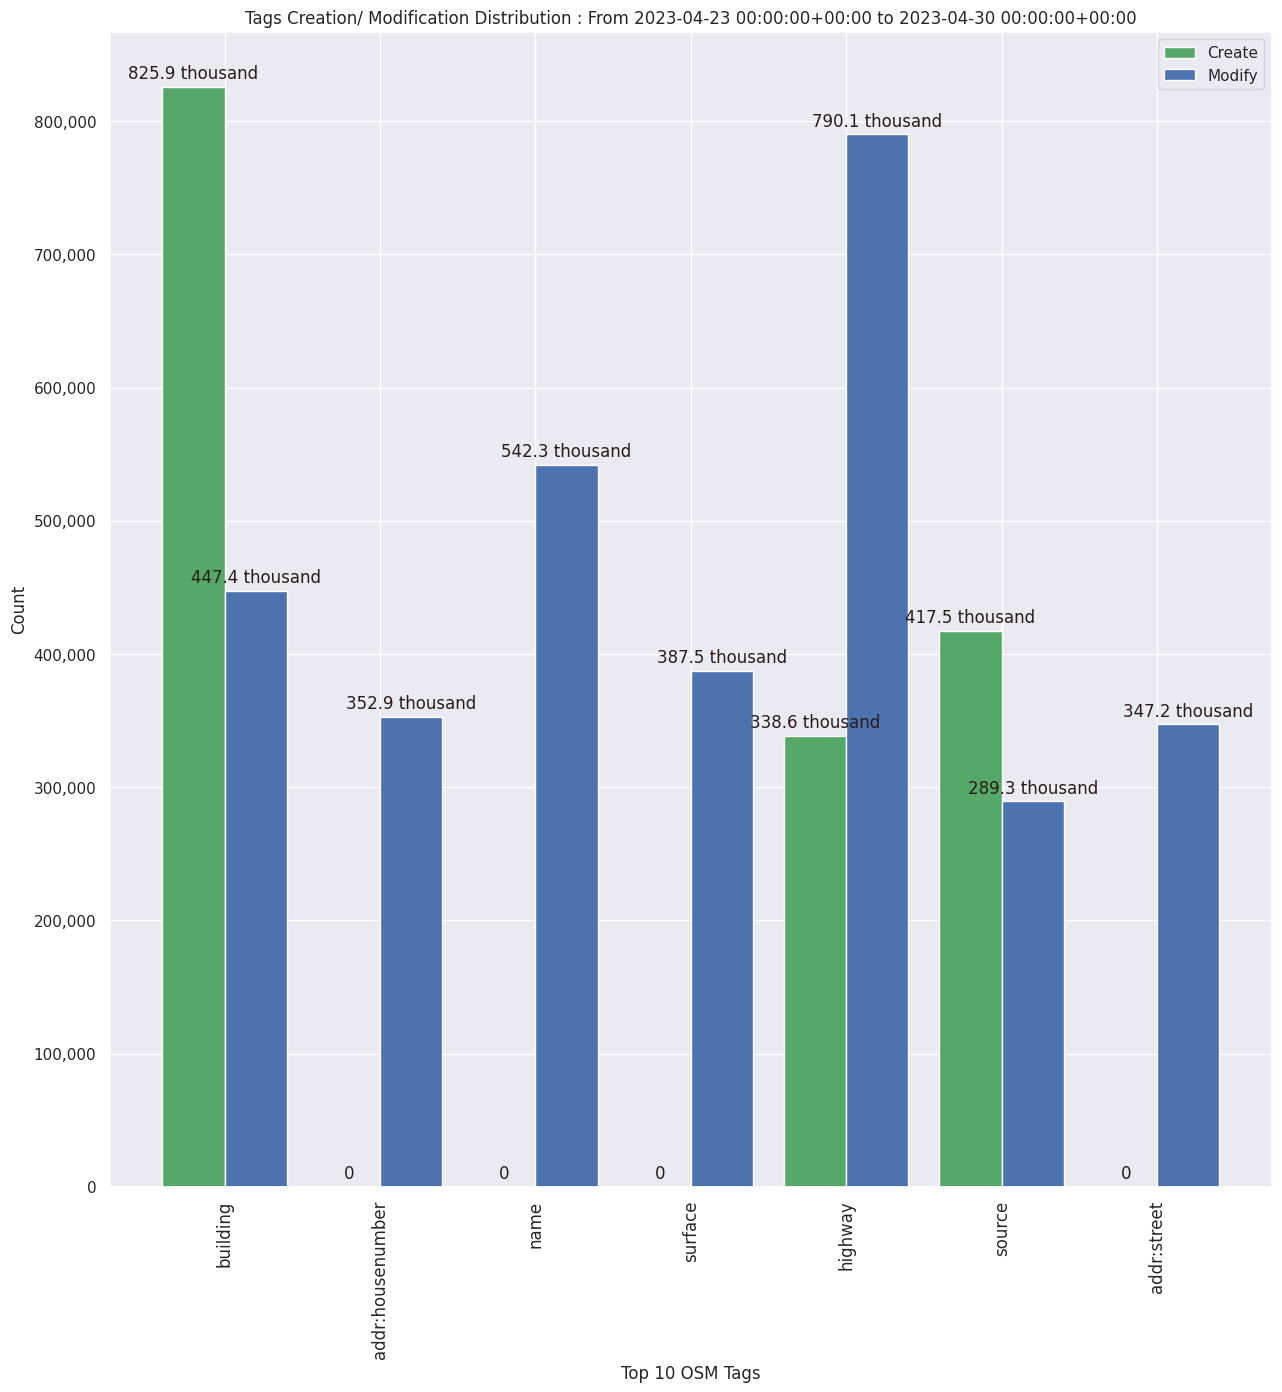 Tags Creation/ Modification Distribution : From 2023-04-23 00:00:00+00:00 to 2023-04-30 00:00:00+00:00
Create
Modify
825.9 thousand
790.1 thousand
542.3 thousand
447.4 thousand
417.5 thousand
387.5 thousand
352.9 thousand
338.6 thousand
347.2 thousand
289.3 thousand
0
0
0
0
800,000
700,000
600,000
500,000
400,000
300,000
200,000
100,000
0
Count
building
addr:housenumber
name
surface
highway
source
addr:street
Top 10 OSM Tags